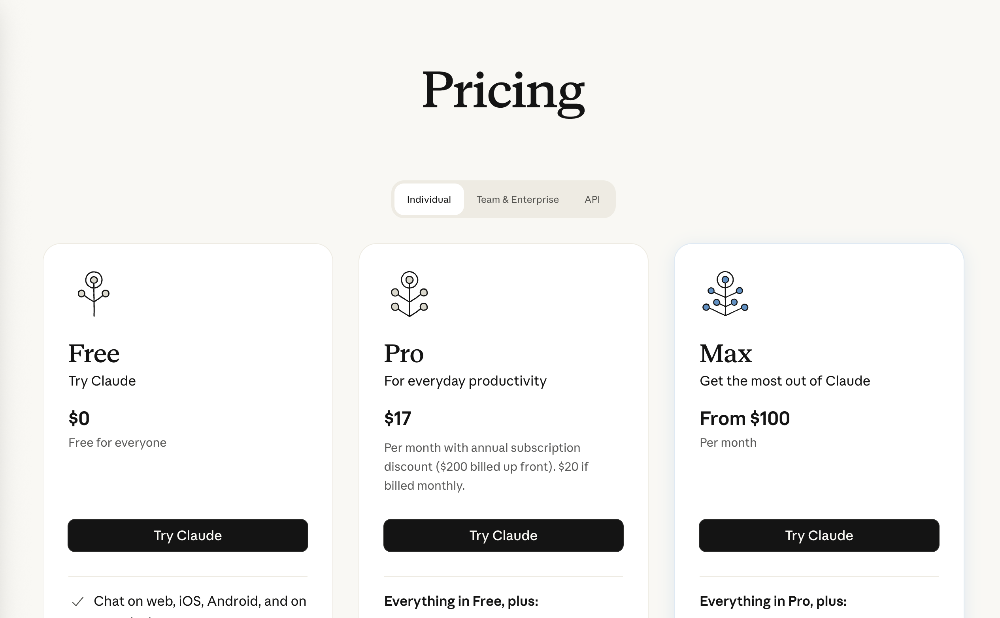 Pricing
Individual
Team & Enterprise
API
Free
Try Claude
$0
Free for everyone
Try Claude
Chat on web, iOS, Android, and on
Pro
For everyday productivity
$17
Per month with annual subscription
discount ($200 billed up front). $20 if
billed monthly.
Try Claude
Everything in Free, plus:
Max
Get the most out of Claude
From $100
Per month
Try Claude
Everything in Pro, plus: